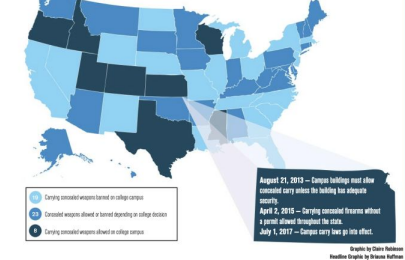 Carrying concealed weapons banned on college campus
23
Concealed weapons allowed or banned depending on college decision
8
Carrying concealed weapons allowed on college campus
August 21, 2013 — Campus buildings must allow
concealed carry unless the building has adequate
security.
April 2, 2015 — Carrying concealed firearms without
a permit allowed throughout the state.
July 1, 2017 — Campus carry laws go into effect.
Graphic by Claire Robinson
Headline Graphic by Brianna Huffman